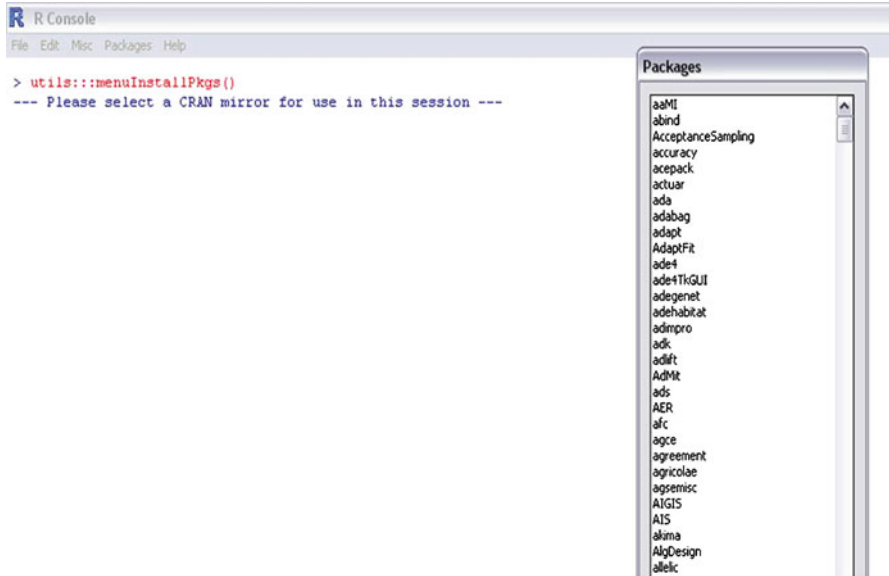 R Console
File Edit Misc Packages Help
> utils:::menuInstallPkgs()
--- Please select a CRAN mirror for use in this session ---
Packages
aaMI
abind
AcceptanceSampling
accuracy
acepack
actuar
ada
adabag
adapt
AdaptFit
ade4
ade4TkGUI
adegenet
adehabitat
adimpro
adk
adlift
AdMit
ads
AER
afc
agce
agreement
agricolae
agsemisc
AIGIS
AIS
akima
AlgDesign
allelic